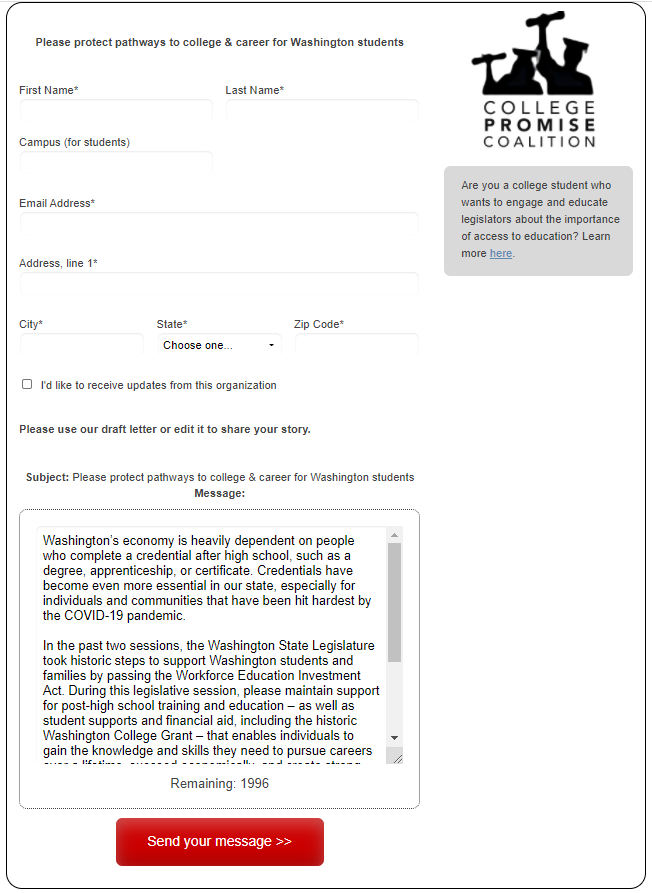 Please protect pathways to college & career for Washington students
First Name*
Last Name*
Campus (for students)
Email Address*
Address, line 1*
City*
State*
Zip Code*
Choose one...
I'd like to receive updates from this organization
Please use our draft letter or edit it to share your story.
Subject: Please protect pathways to college & career for Washington students
Message:
Washington's economy is heavily dependent on people
who complete a credential after high school, such as a
degree, apprenticeship, or certificate. Credentials have
become even more essential in our state, especially for
individuals and communities that have been hit hardest by
the COVID-19 pandemic.
In the past two sessions, the Washington State Legislature
took historic steps to support Washington students and
families by passing the Workforce Education Investment
Act. During this legislative session, please maintain support
for post-high school training and education – as well as
student supports and financial aid, including the historic
Washington College Grant – that enables individuals to
gain the knowledge and skills they need to pursue careers
over a lifetime, succeed economically, and create strong
Remaining: 1996
Send your message >>
COLLEGE
PROMISE
COALITION
Are you a college student who
wants to engage and educate
legislators about the importance
of access to education? Learn
more here.